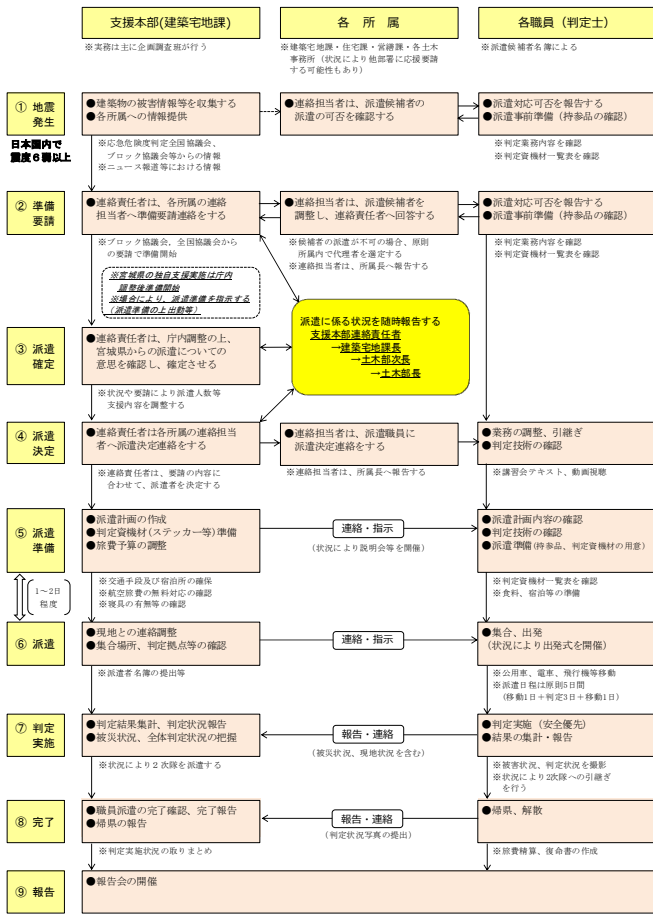 支援本部(建築宅地課)
各 所 属
各職員（判定士）
※実務は主に企画調査班が行う
※建築宅地課・住宅課・営繕課・各土木
事務所（状況により他部署に応援要請
する可能性もあり）
※派遣候補者名簿による
① 地震
発生
日本国内で
震度６弱以上
●建築物の被害情報等を収集する
●各所属への情報提供
●連絡担当者は、派遣候補者の
派遣の可否を確認する
●派遣対応可否を報告する
●派遣事前準備（持参品の確認）
※応急危険度判定全国協議会、
ブロック協議会等からの情報
※ニュース報道等における情報
※判定業務内容を確認
※判定資機材一覧表を確認
② 準備
要請
●連絡責任者は、各所属の連絡
担当者へ準備要請連絡をする
●連絡担当者は、派遣候補者を
調整し、連絡責任者へ回答する
●派遣対応可否を報告する
●派遣事前準備（持参品の確認）
※ブロック協議会、全国協議会から
の要請で準備開始
※候補者の派遣が不可の場合、原則
所属内で代理者を選定する
※連絡担当者は、所属長へ報告する
※判定業務内容を確認
※判定資機材一覧表を確認
※宮城県の独自支援実施は庁内
調整後準備開始
※場合により、派遣準備を指示する
（派遣準備の上出勤等）
派遣に係る状況を随時報告する
支援本部連絡責任者
→建築宅地課長
→土木部次長
→土木部長
③ 派遣
確定
●連絡責任者は、庁内調整の上、
宮城県からの派遣についての
意思を確認し、確定させる
※状況や要請により派遣人数等
支援内容を調整する
④ 派遣
決定
●連絡責任者は各所属の連絡担当
者へ派遣決定連絡をする
●連絡担当者は、派遣職員に
派遣決定連絡をする
●業務の調整、引継ぎ
●判定技術の確認
※連絡責任者は、要請の内容に
合わせて、派遣者を決定する
※連絡担当者は、所属長へ報告する
※講習会テキスト、動画視聴
⑤ 派遣
準備
●派遣計画の作成
●判定資機材(ステッカー等)準備
●旅費予算の調整
連絡・指示
（状況により説明会等を開催）
●派遣計画内容の確認
●判定技術の確認
●派遣準備(持参品、判定資機材の用意)
1～2日
程度
※交通手段及び宿泊所の確保
※航空旅費の無料対応の確認
※寝具の有無等の確認
※判定資機材一覧表を確認
※食料、宿泊等の準備
⑥ 派遣
●現地との連絡調整
●集合場所、判定拠点等の確認
連絡・指示
●集合、出発
（状況により出発式を開催）
※派遣者名簿の提出等
※公用車、電車、飛行機等移動
※派遣日程は原則5日間
（移動1日＋判定3日＋移動1日）
⑦ 判定
実施
●判定結果集計、判定状況報告
●被災状況、全体判定状況の把握
報告・連絡
（被災状況、現地状況を含む）
●判定実施（安全優先）
●結果の集計・報告
※状況により２次隊を派遣する
※被害状況、判定状況を撮影
※状況により2次隊への引継ぎ
を行う
⑧ 完了
●職員派遣の完了確認、完了報告
●帰県の報告
報告・連絡
（判定状況写真の提出）
●帰県、解散
※判定実施状況の取りまとめ
※旅費精算、復命書の作成
⑨ 報告
●報告会の開催